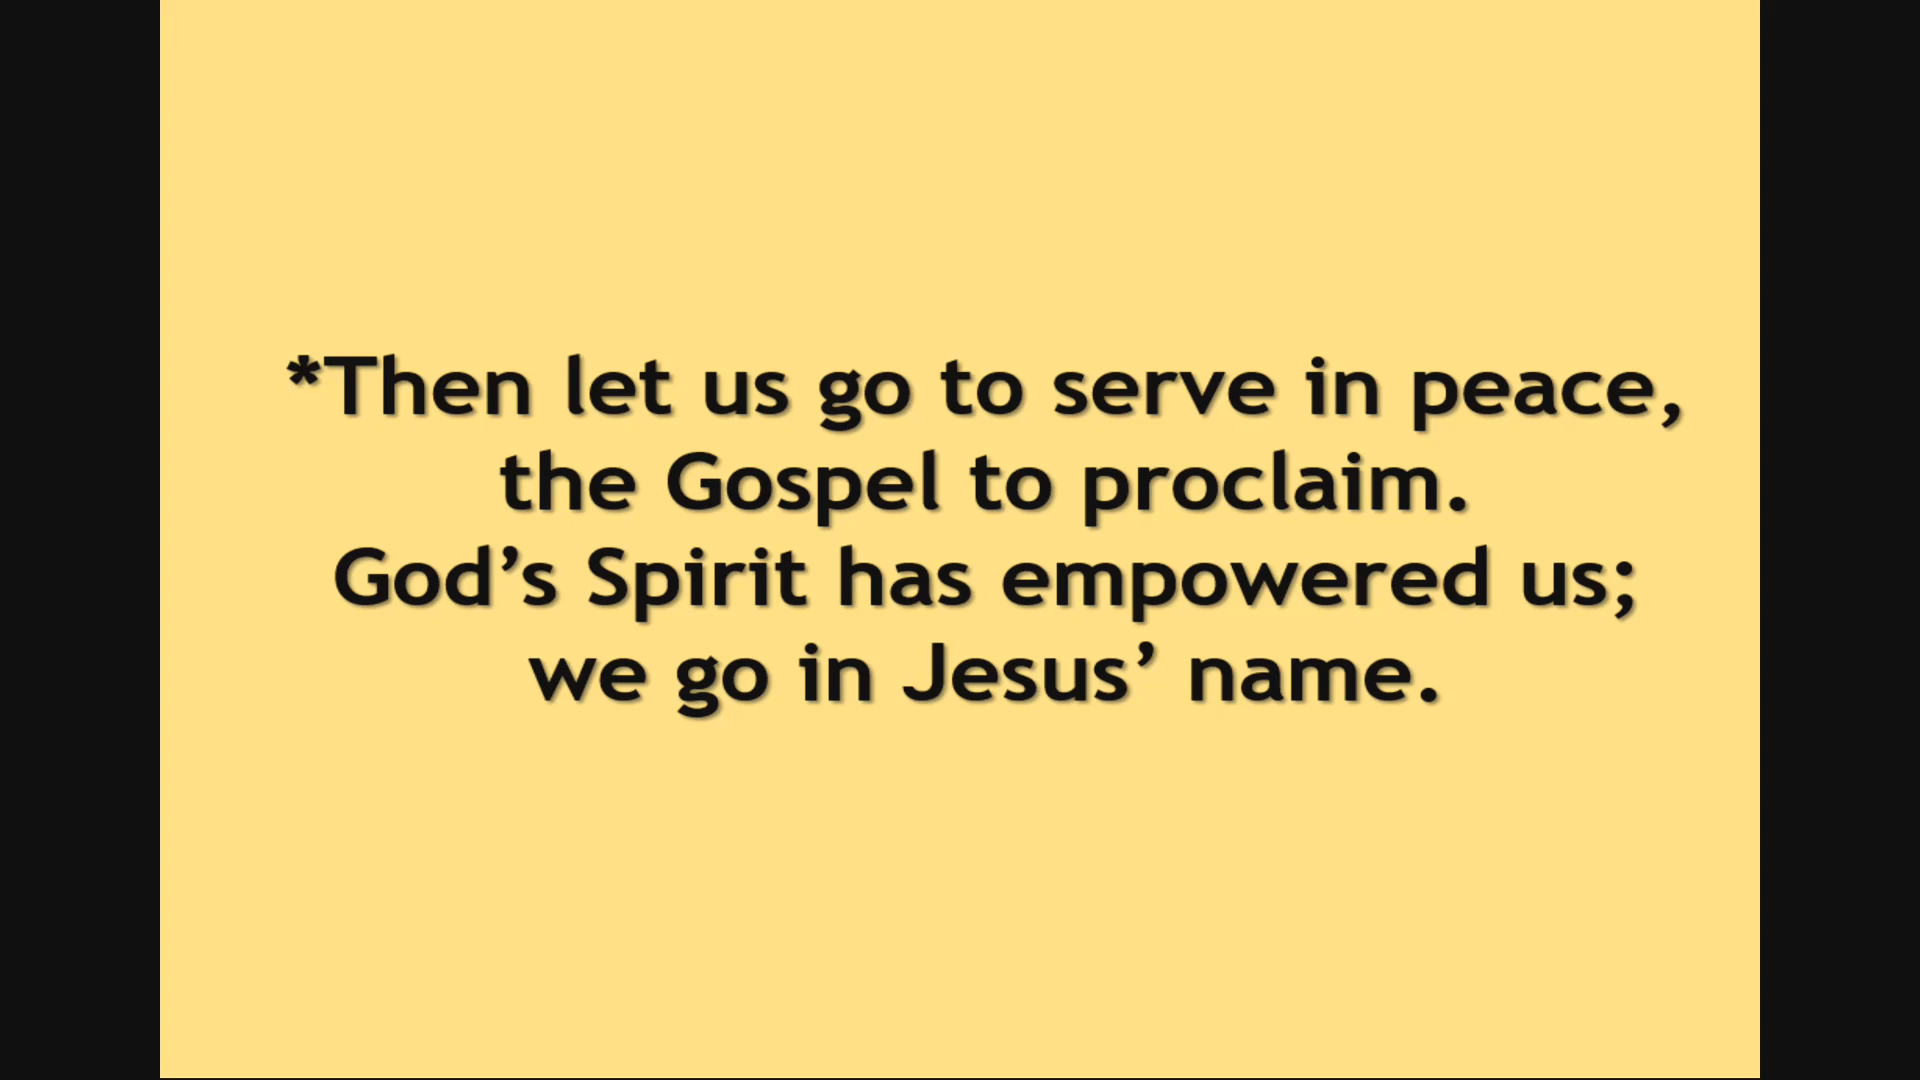 *Then let us go to serve in peace,
the Gospel to proclaim.
God’s Spirit has empowered us;
we go in Jesus’ name.